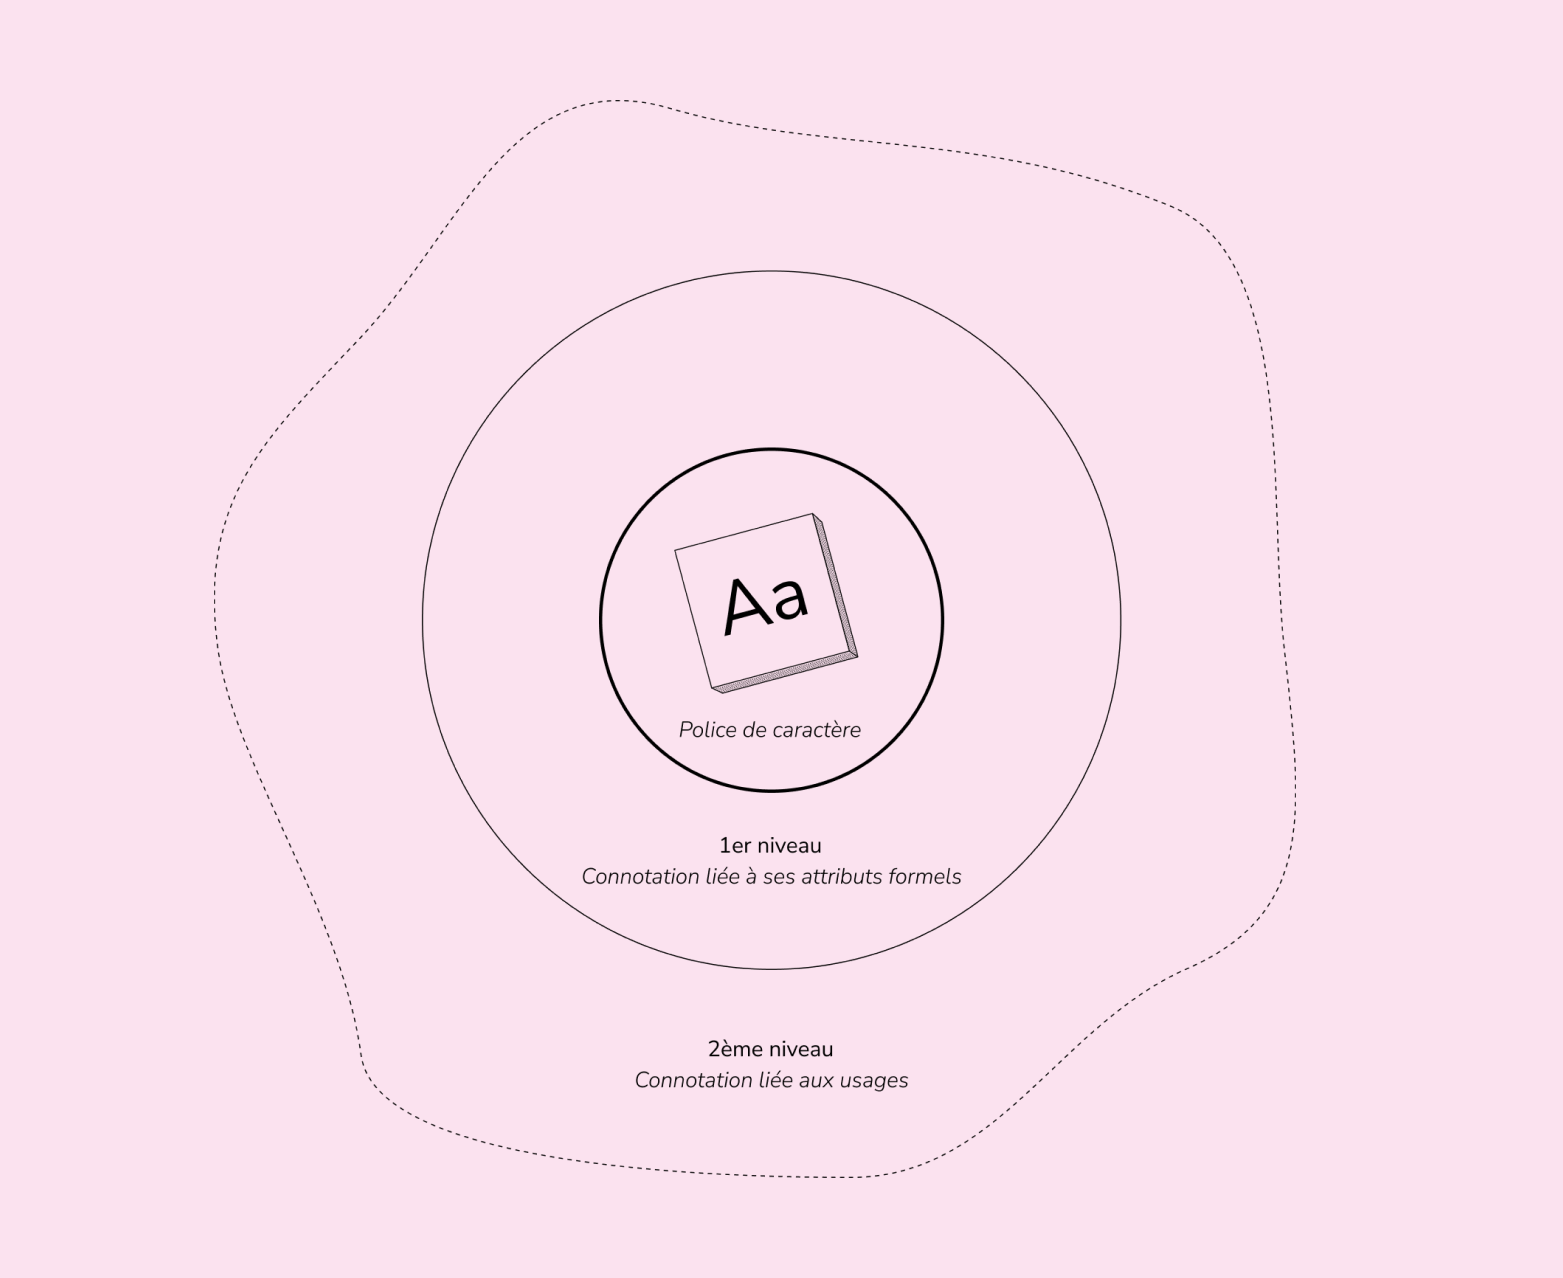 Aa
Police de caractère
1er niveau
Connotation liée à ses attributs formels
2ème niveau
Connotation liée aux usages